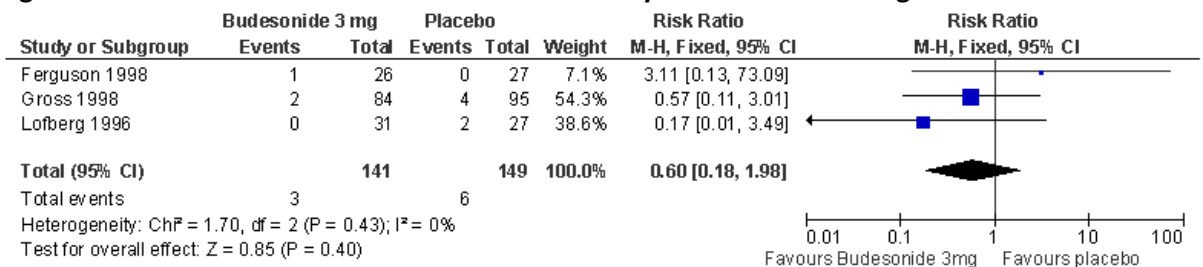 Budesonide 3 mg Placebo Risk Ratio Risk Ratio
Study or Subgroup Events Total Events Total Weight M-H, Fixed, 95% CI M-H, Fixed, 95% CI
Ferguson 1998 1 26 0 27 7.1% 3.11 [0.13, 73.09]
Gross 1998 2 84 4 95 54.3% 0.57 [0.11, 3.01]
Lofberg 1996 0 31 2 27 38.6% 0.17 [0.01, 3.49]
Total (95% CI) 141 149 100.0% 0.60 [0.18, 1.98]
Total events 3 6
Heterogeneity: Chi² = 1.70, df = 2 (P = 0.43); I² = 0%
Test for overall effect: Z = 0.85 (P = 0.40)
0.01 0.1 1 10 100
Favours Budesonide 3mg Favours placebo